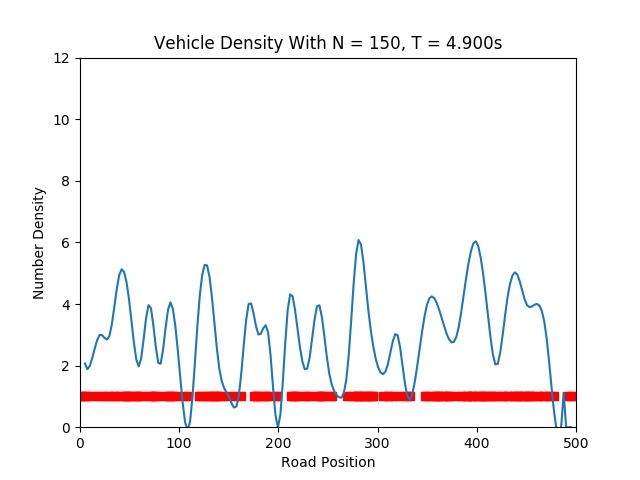 Vehicle Density With N = 150, T = 4.900s
12
10
8
6
4
2
0
Number Density
0 100 200 300 400 500
Road Position